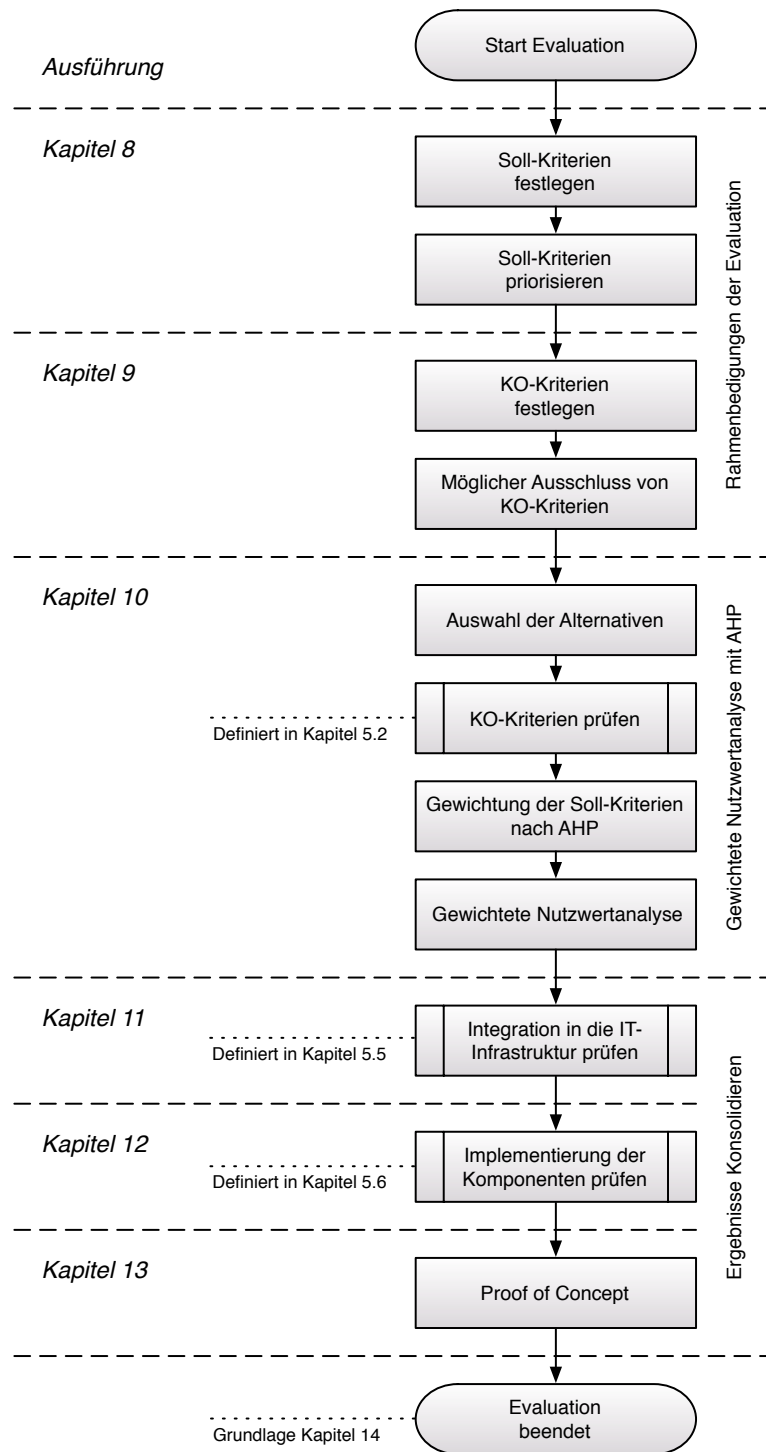 Start Evaluation
Ausführung
Kapitel 8
Soll-Kriterien
festlegen
Soll-Kriterien
priorisieren
Rahmenbedigungen der Evaluation
Kapitel 9
KO-Kriterien
festlegen
Möglicher Ausschluss von
KO-Kriterien
Kapitel 10
Auswahl der Alternativen
KO-Kriterien prüfen
Definiert in Kapitel 5.2
Gewichtung der Soll-Kriterien
nach AHP
Gewichtete Nutzwertanalyse
Gewichtete Nutzwertanalyse mit AHP
Kapitel 11
Integration in die IT-
Infrastruktur prüfen
Definiert in Kapitel 5.5
Kapitel 12
Implementierung der
Komponenten prüfen
Definiert in Kapitel 5.6
Ergebnisse Konsolidieren
Kapitel 13
Proof of Concept
Evaluation
beendet
Grundlage Kapitel 14